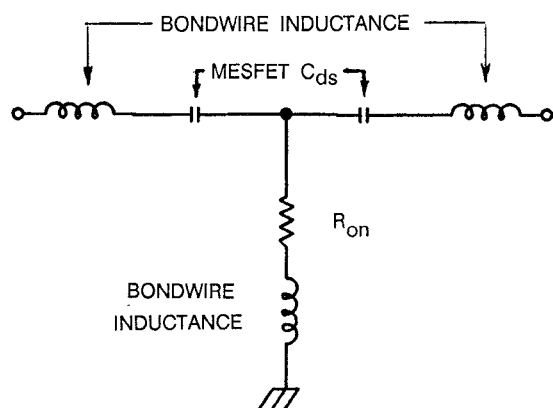 BONDWIRE INDUCTANCE
MESFET Cds
Ron
BONDWIRE
INDUCTANCE